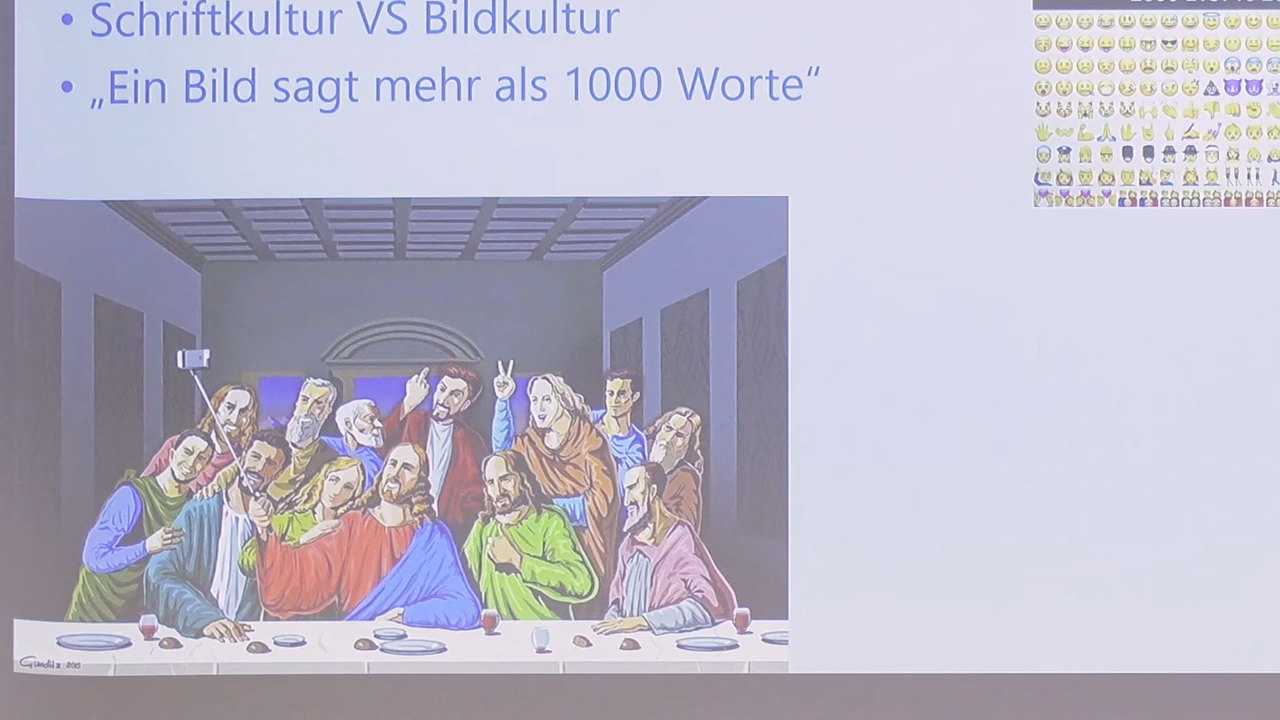 • Schriftkultur VS Bildkultur
• „Ein Bild sagt mehr als 1000 Worte“